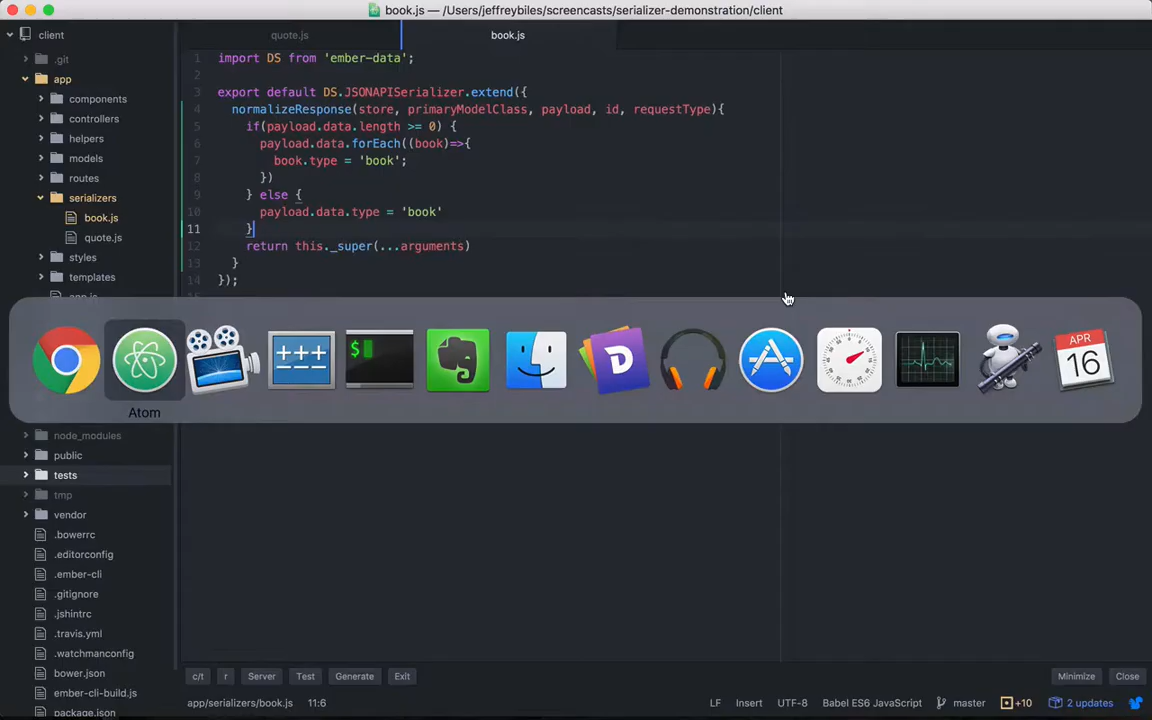 book.js — /Users/jeffreybiles/screencasts/serializer-demonstration/client
client
.git
app
components
controllers
helpers
models
routes
serializers
book.js
quote.js
styles
templates
app.js
node_modules
public
tests
tmp
vendor
.bowerrc
.editorconfig
.ember-cli
.gitignore
.jshintrc
.travis.yml
.watchmanconfig
bower.json
ember-cli-build.js
package.json
quote.js
book.js
1 import DS from 'ember-data';
2
3 export default DS.JSONAPISerializer.extend({
4 normalizeResponse(store, primaryModelClass, payload, id, requestType){
5 if(payload.data.length >= 0) {
6 payload.data.forEach((book)=>{
7 book.type = 'book';
8 })
9 } else {
10 payload.data.type = 'book'
11 }
12 return this._super(...arguments)
13 }
14 });
+++
$
D
APR
16
Atom
c/t r Server Test Generate Exit
Minimize Close
app/serializers/book.js 11:6
LF Insert UTF-8 Babel ES6 JavaScript master +10 2 updates